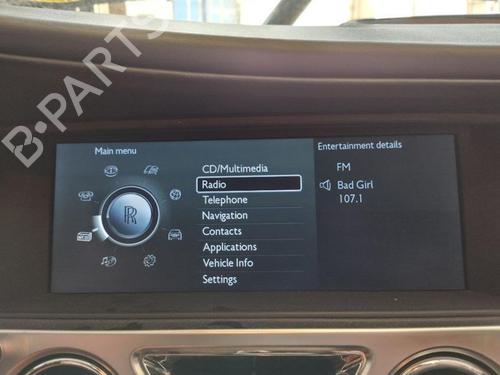 B-PARTS
Main menu
CD/Multimedia
Radio
Telephone
Navigation
Contacts
Applications
Vehicle Info
Settings
Entertainment details
FM
Bad Girl
107.1
RR